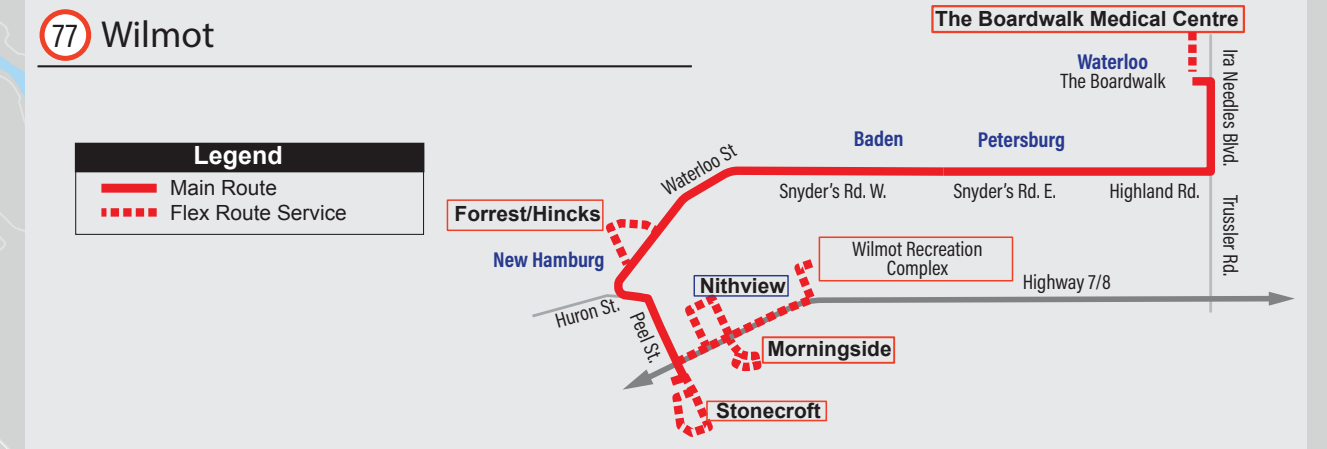 77 Wilmot
The Boardwalk Medical Centre
Waterloo
The Boardwalk
Ira Needles Blvd.
Legend
Main Route
Flex Route Service
Baden
Petersburg
Waterloo St
Snyder's Rd. W.
Snyder's Rd. E.
Highland Rd.
Trussler Rd.
Forrest/Hincks
New Hamburg
Wilmot Recreation
Complex
Nithview
Highway 7/8
Huron St.
Peel St.
Morningside
Stonecroft